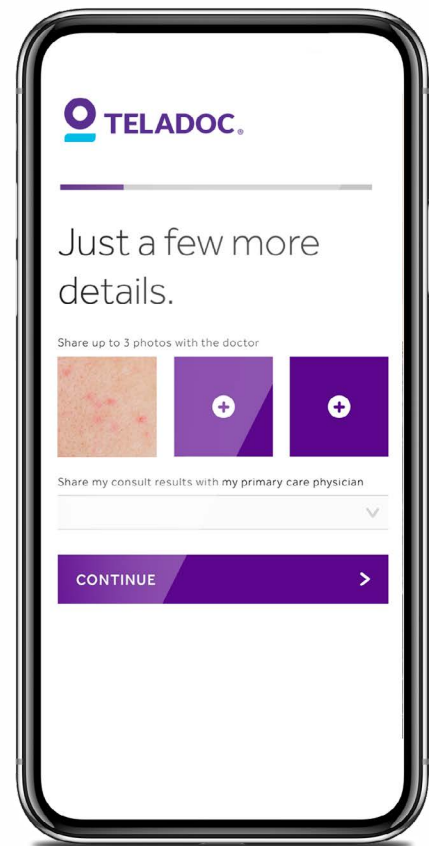 TELADOC®
Just a few more
details.
Share up to 3 photos with the doctor
Share my consult results with my primary care physician
CONTINUE